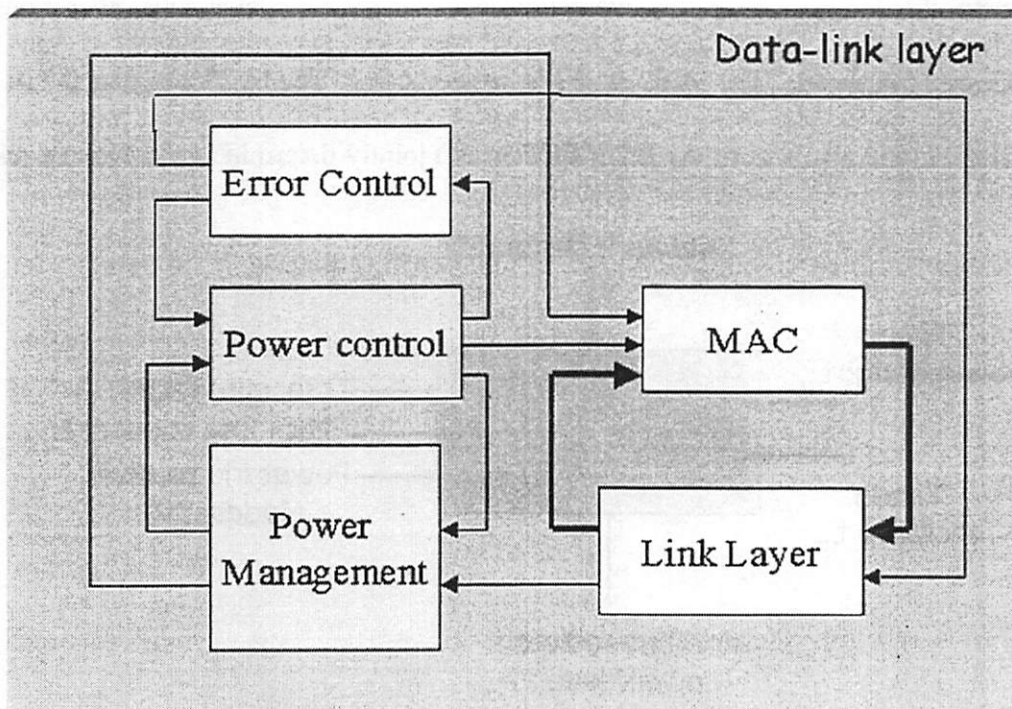 Data-link layer
Error Control
Power control
MAC
Power
Management
Link Layer